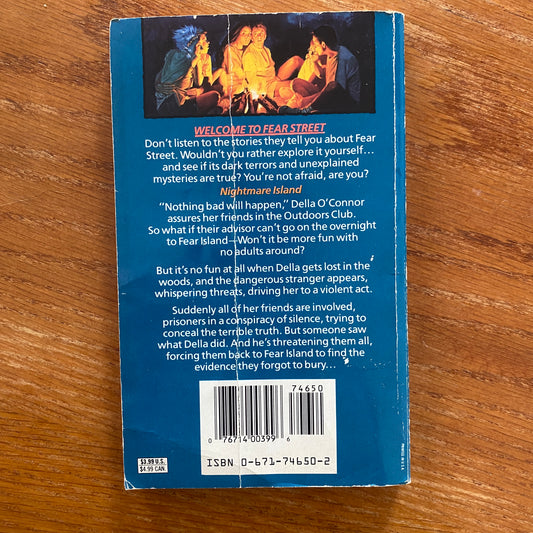 WELCOME TO FEAR STREET
Don't listen to the stories they tell you about Fear
Street. Wouldn't you rather explore it yourself...
and see if its dark terrors and unexplained
mysteries are true? You're not afraid, are you?
Nightmare Island
"Nothing bad will happen," Della O'Connor
assures her friends in the Outdoors Club.
So what if their advisor can't go on the overnight
to Fear Island—Won't it be more fun with
no adults around?
But it's no fun at all when Della gets lost in the
woods, and the dangerous stranger appears,
whispering threats, driving her to a violent act.
Suddenly all of her friends are involved,
prisoners in a conspiracy of silence, trying to
conceal the terrible truth. But someone saw
what Della did. And he's threatening them all,
forcing them back to Fear Island to find the
evidence they forgot to bury...
74650
0 76714 00399 6
ISBN 0-671-74650-2
$3.99 U.S.
$4.99 CAN.
PRINTED IN U.S.A.